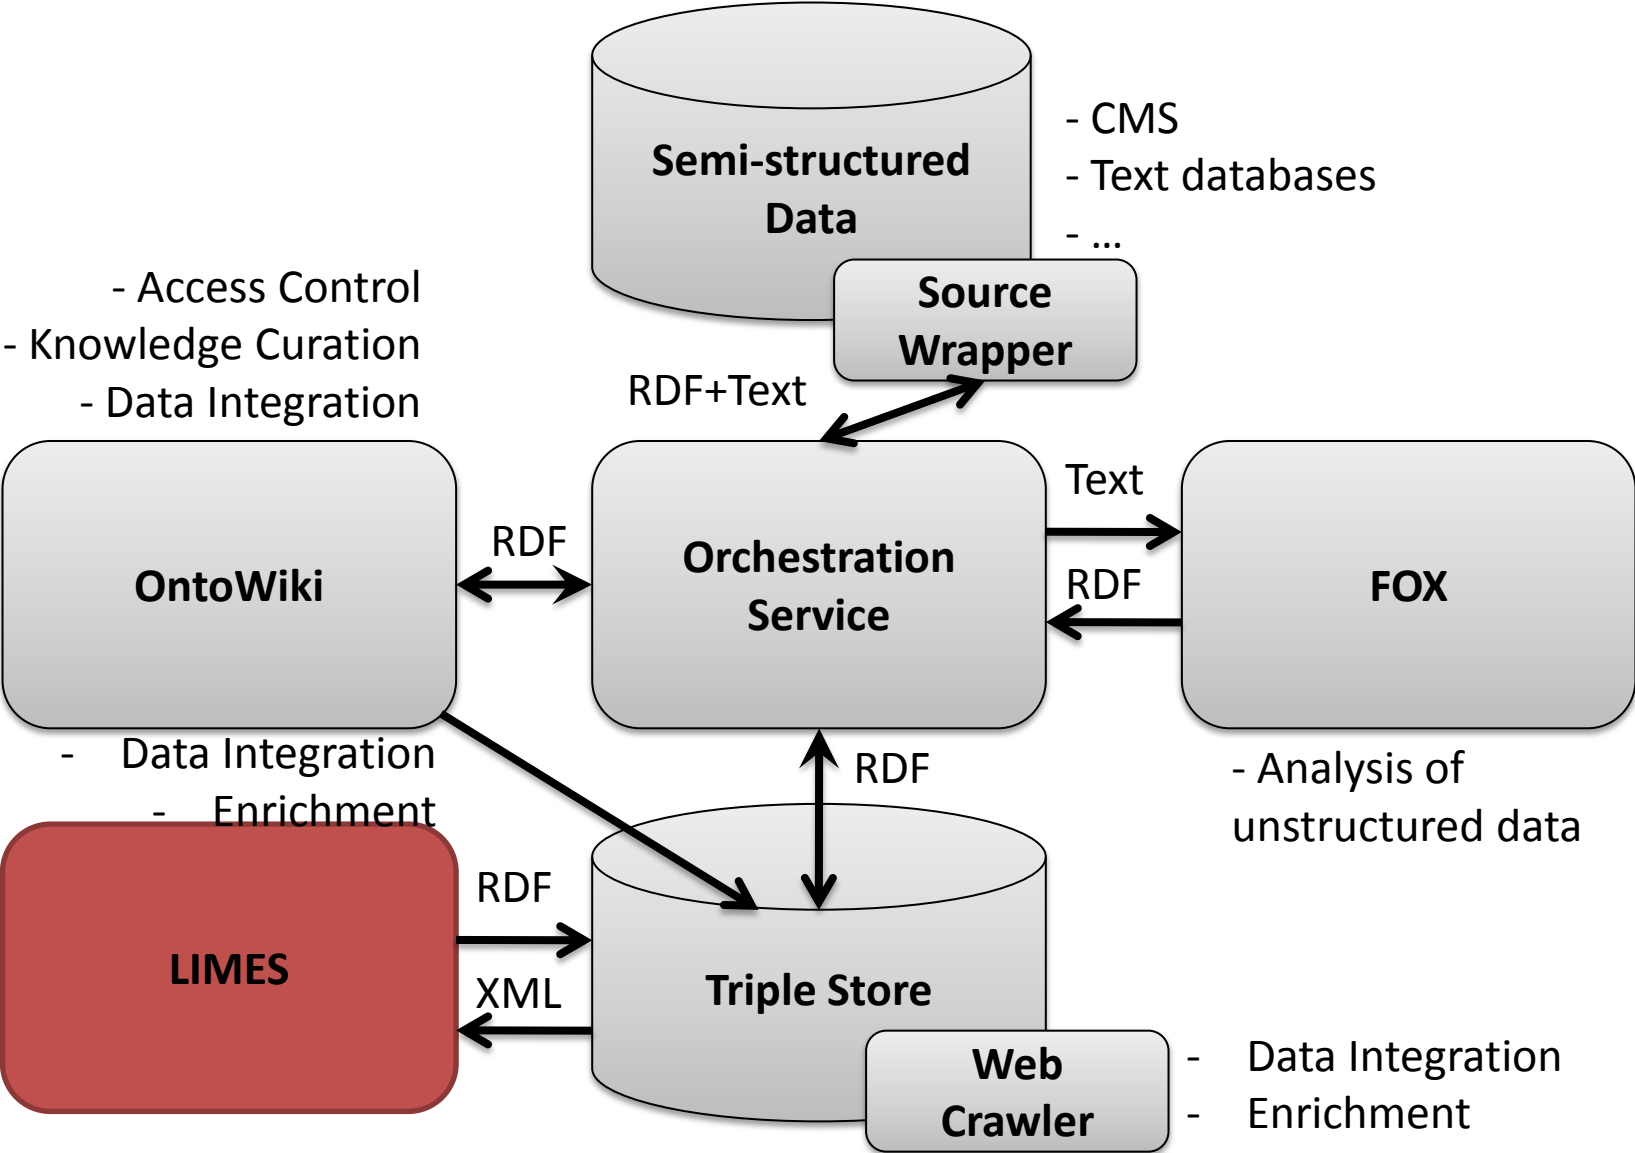 Semi-structured
Data
- CMS
- Text databases
- ...
Source
Wrapper
- Access Control
- Knowledge Curation
- Data Integration
RDF+Text
OntoWiki
RDF
Orchestration
Service
Text
RDF
FOX
- Data Integration
- Enrichment
RDF
- Analysis of
unstructured data
LIMES
RDF
XML
Triple Store
Web
Crawler
- Data Integration
- Enrichment